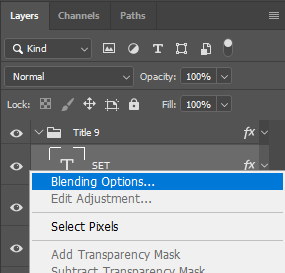 Layers Channels Paths
Kind
Normal Opacity: 100%
Lock: Fill: 100%
Title 9 fx
T SET fx
Blending Options...
Edit Adjustment...
Select Pixels
Add Transparency Mask
Subtract Transparency Mask